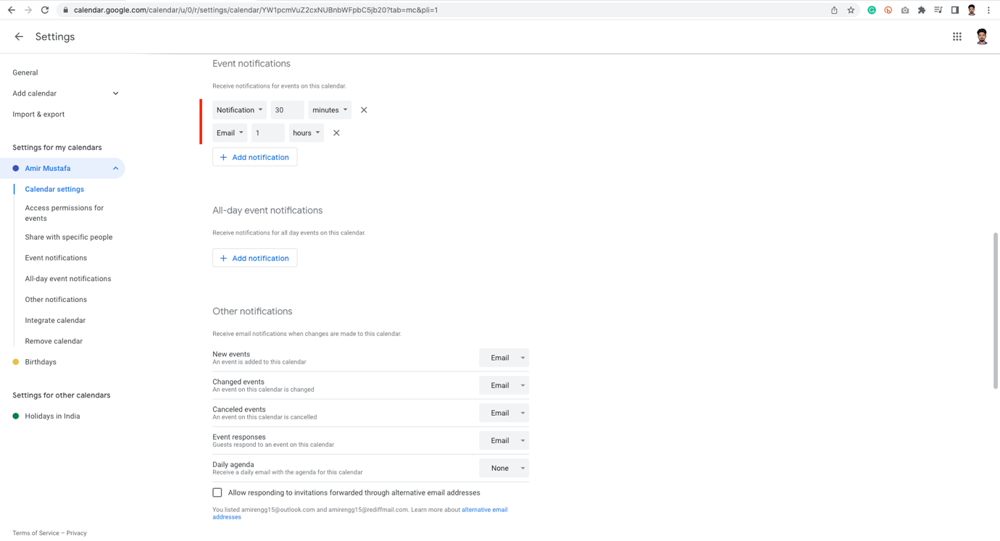 calendar.google.com/calendar/u/0/r/settings/calendar/YW1pcmVuZ2cxNUBnbWFpbC5jb20?tab=mc&pli=1
Settings
General
Add calendar
Import & export
Settings for my calendars
Amir Mustafa
Calendar settings
Access permissions for
events
Share with specific people
Event notifications
All-day event notifications
Other notifications
Integrate calendar
Remove calendar
Birthdays
Settings for other calendars
Holidays in India
Terms of Service – Privacy
Event notifications
Receive notifications for events on this calendar.
Notification 30 minutes
Email 1 hours
Add notification
All-day event notifications
Receive notifications for all day events on this calendar.
Add notification
Other notifications
Receive email notifications when changes are made to this calendar.
New events
An event is added to this calendar
Email
Changed events
An event on this calendar is changed
Email
Canceled events
An event on this calendar is cancelled
Email
Event responses
Guests respond to an event on this calendar
Email
Daily agenda
Receive a daily email with the agenda for this calendar
None
Allow responding to invitations forwarded through alternative email addresses
You listed amirengg15@outlook.com and amirengg15@rediffmail.com. Learn more about alternative email
addresses